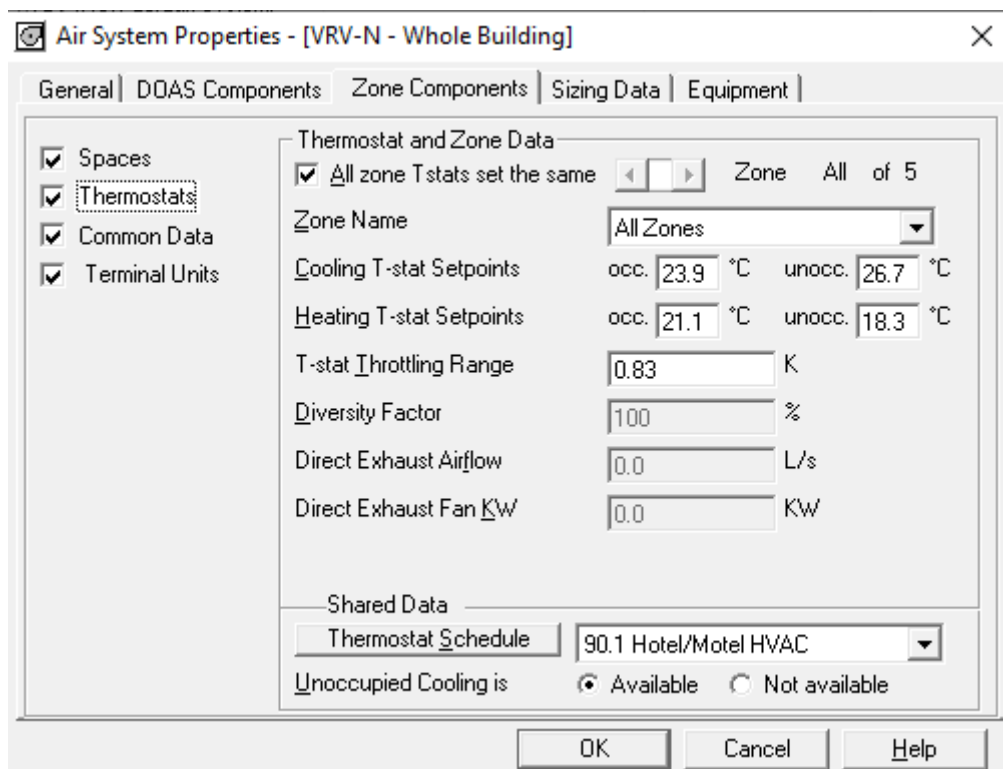 Air System Properties - [VRV-N - Whole Building]
General DOAS Components Zone Components Sizing Data Equipment
Spaces
Thermostats
Common Data
Terminal Units
Thermostat and Zone Data
All zone Tstats set the same Zone All of 5
Zone Name All Zones
Cooling T-stat Setpoints occ. 23.9 °C unocc. 26.7 °C
Heating T-stat Setpoints occ. 21.1 °C unocc. 18.3 °C
T-stat Throttling Range 0.83 K
Diversity Factor 100 %
Direct Exhaust Airflow 0.0 L/s
Direct Exhaust Fan KW 0.0 KW
Shared Data
Thermostat Schedule 90.1 Hotel/Motel HVAC
Unoccupied Cooling is Available Not available
OK Cancel Help